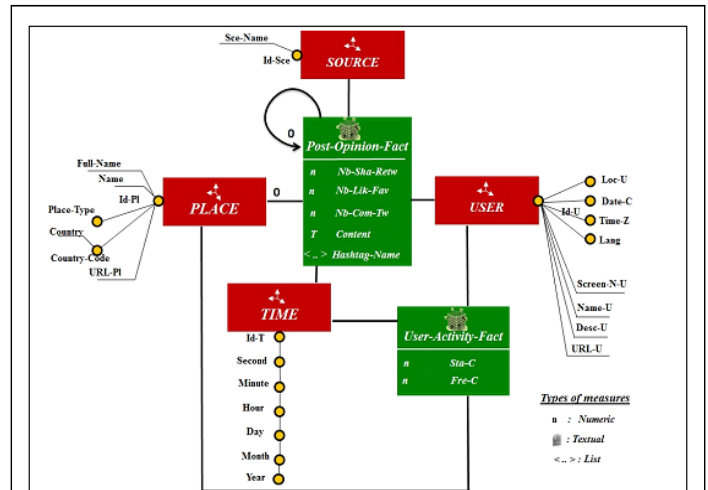 Sce-Name
Id-Sce
SOURCE
0
Post-Opinion-Fact
n Nb-Sha-Retw
n Nb-Lik-Fav
n Nb-Com-Tw
T Content
< .. > Hashtag-Name
Full-Name
Name
Id-Pl
Place-Type
Country
Country-Code
URL-Pl
PLACE
0
USER
Loc-U
Date-C
Id-U
Time-Z
Lang
Screen-N-U
Name-U
Desc-U
URL-U
TIME
Id-T
Second
Minute
Hour
Day
Month
Year
User-Activity-Fact
n Sta-C
n Fre-C
Types of measures
n : Numeric
: Textual
< .. > : List